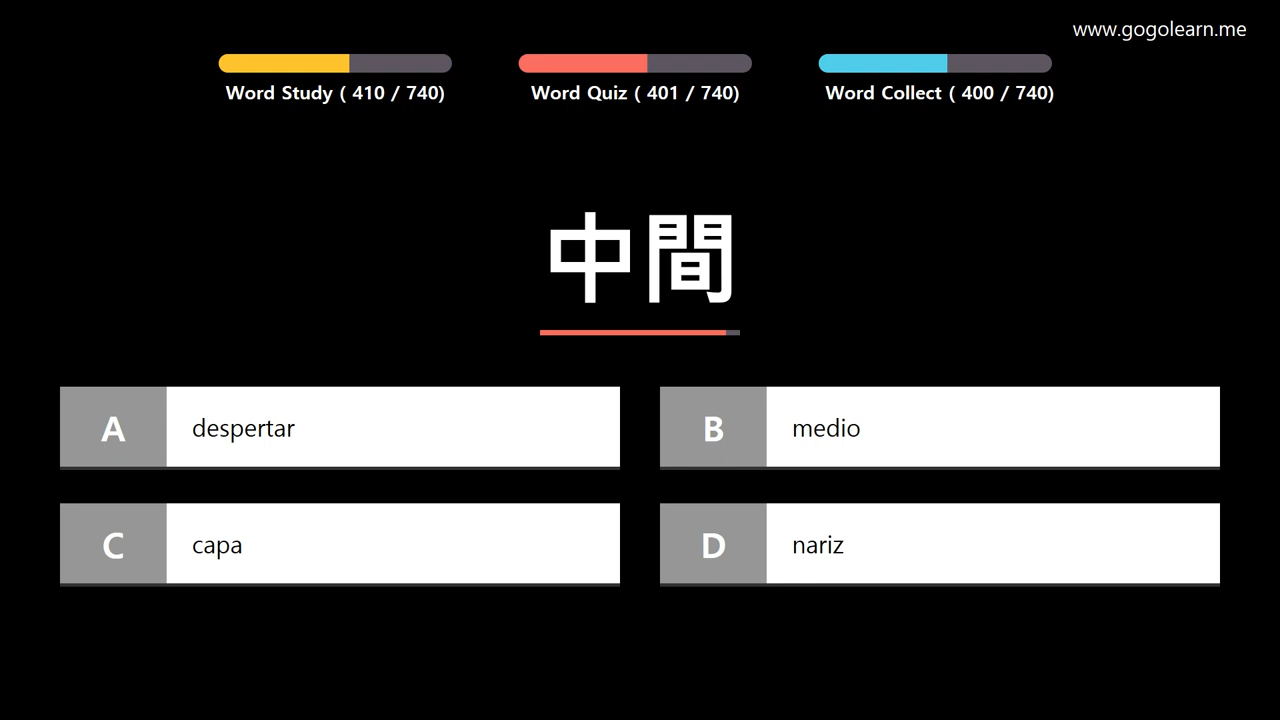 www.gogolearn.me
Word Study ( 410 / 740)
Word Quiz ( 401 / 740)
Word Collect ( 400 / 740)
中間
A despertar
B medio
C capa
D nariz